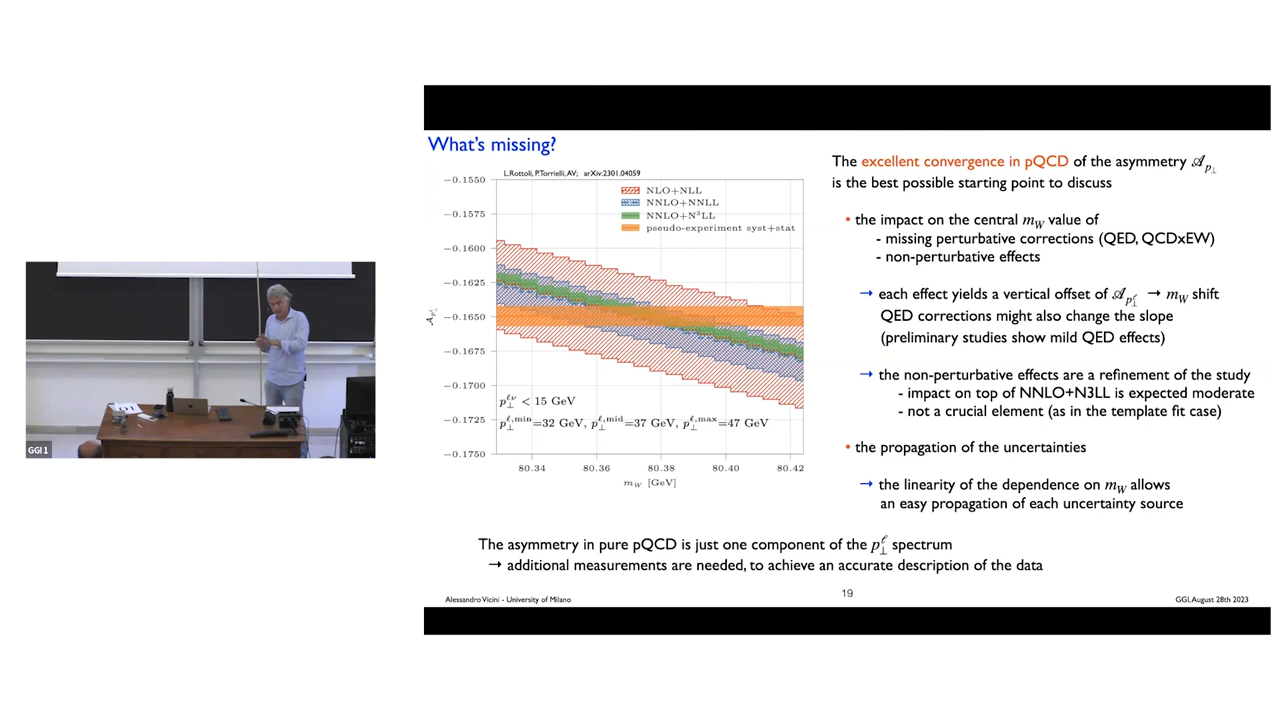 What's missing?
L.Rottoli, P.Torrielli, AV; arXiv:2301.04059
−0.1550
−0.1575
−0.1600
−0.1625
−0.1650
−0.1675
−0.1700
−0.1725
−0.1750
𝒜p⊥
NLO+NLL
NNLO+NNLL
NNLO+N³LL
pseudo-experiment syst+stat
p⊥^ℓν < 15 GeV
p⊥^ℓ,min=32 GeV, p⊥^ℓ,mid=37 GeV, p⊥^ℓ,max=47 GeV
80.34 80.36 80.38 80.40 80.42
mW [GeV]
The excellent convergence in pQCD of the asymmetry 𝒜p⊥
is the best possible starting point to discuss
• the impact on the central mW value of
- missing perturbative corrections (QED, QCDxEW)
- non-perturbative effects
→ each effect yields a vertical offset of 𝒜p⊥^ℓ → mW shift
QED corrections might also change the slope
(preliminary studies show mild QED effects)
→ the non-perturbative effects are a refinement of the study
- impact on top of NNLO+N3LL is expected moderate
- not a crucial element (as in the template fit case)
• the propagation of the uncertainties
→ the linearity of the dependence on mW allows
an easy propagation of each uncertainty source
The asymmetry in pure pQCD is just one component of the p⊥^ℓ spectrum
→ additional measurements are needed, to achieve an accurate description of the data
Alessandro Vicini - University of Milano
19
GGI, August 28th 2023
GGI 1